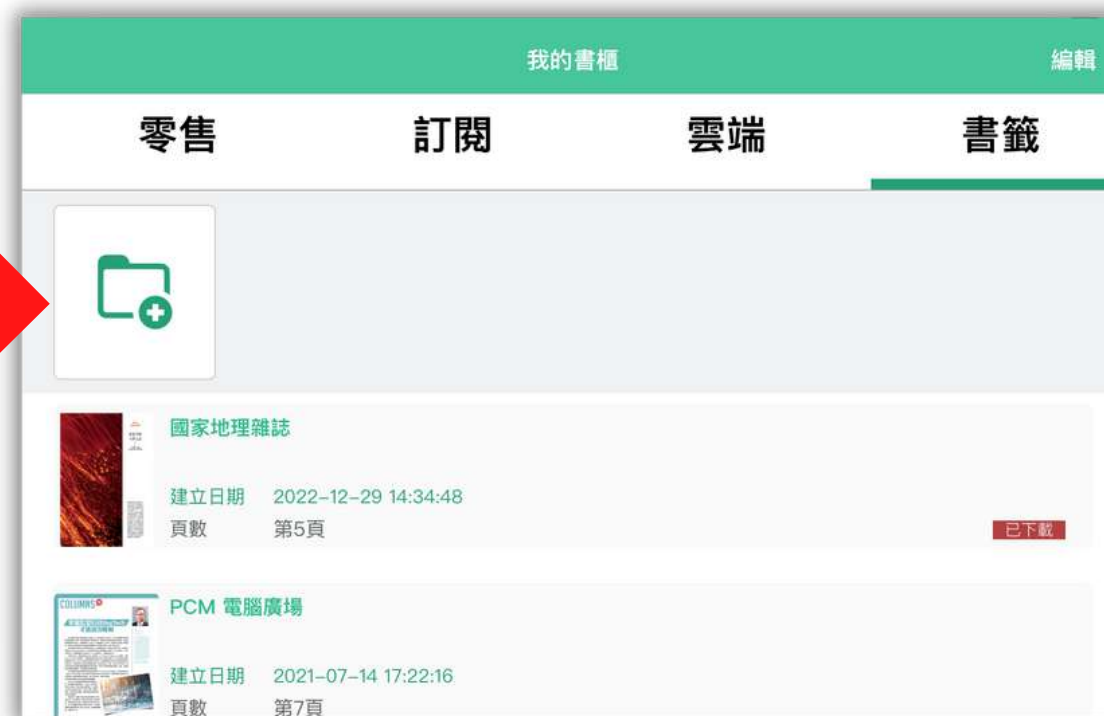 我的書櫃
編輯
零售 訂閱 雲端 書籤
國家地理雜誌
建立日期 2022-12-29 14:34:48
頁數 第5頁
已下載
COLUMNS
PCM 電腦廣場
建立日期 2021-07-14 17:22:16
頁數 第7頁